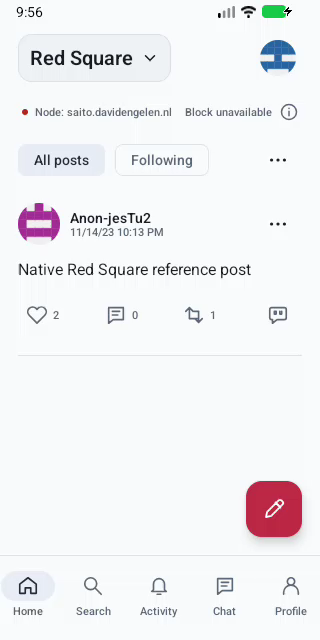 9:56
Red Square
Node: saito.davidengelen.nl Block unavailable
All posts Following
Anon-jesTu2
11/14/23 10:13 PM
Native Red Square reference post
2 0 1
Home Search Activity Chat Profile